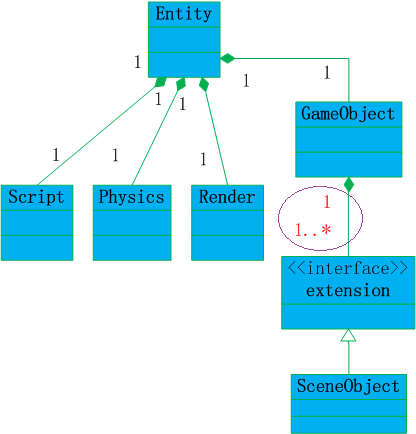 Entity
1
1
1
1
1
1
1
1
GameObject
Script
Physics
Render
1
1..*
<<interface>>
extension
SceneObject